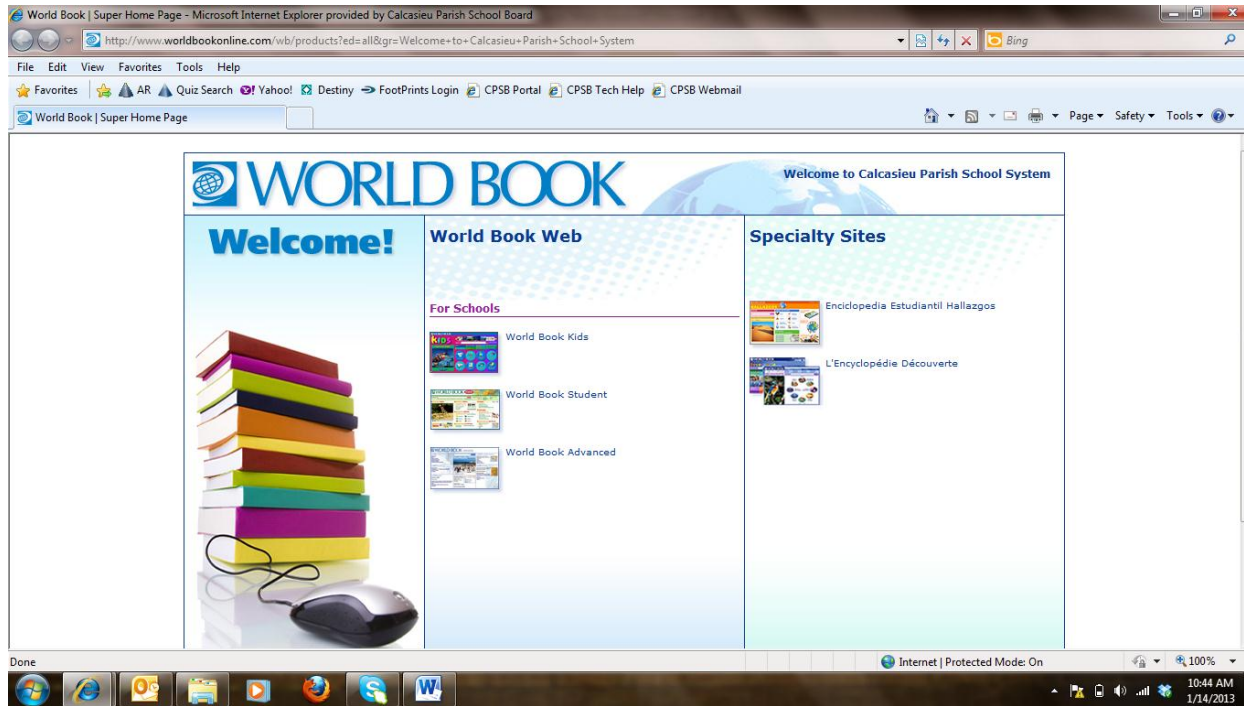 World Book | Super Home Page - Microsoft Internet Explorer provided by Calcasieu Parish School Board
http://www.worldbookonline.com/wb/products?ed=all&gr=Welcome+to+Calcasieu+Parish+School+System
Bing
File Edit View Favorites Tools Help
Favorites AR Quiz Search Yahoo! Destiny FootPrints Login CPSB Portal CPSB Tech Help CPSB Webmail
World Book | Super Home Page
Page Safety Tools
WORLD BOOK
Welcome to Calcasieu Parish School System
Welcome!
World Book Web
For Schools
KIDS
World Book Kids
World Book Student
World Book Advanced
Specialty Sites
Enciclopedia Estudiantil Hallazgos
L'Encyclopédie Découverte
Done
Internet | Protected Mode: On
100%
10:44 AM
1/14/2013